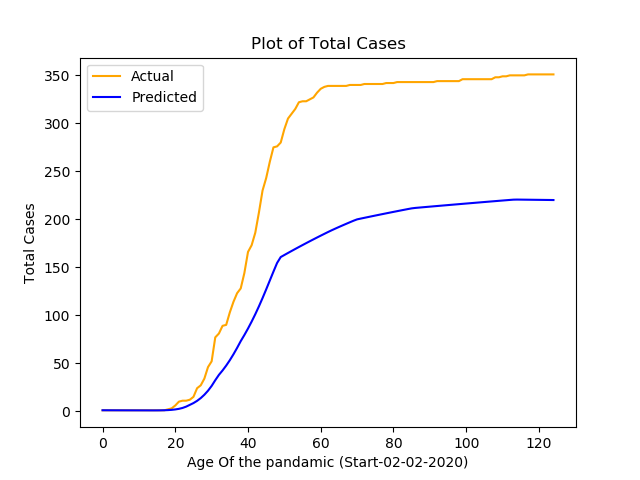 Plot of Total Cases
Actual
Predicted
350
300
250
200
150
100
50
0
Total Cases
0 20 40 60 80 100 120
Age Of the pandamic (Start-02-02-2020)